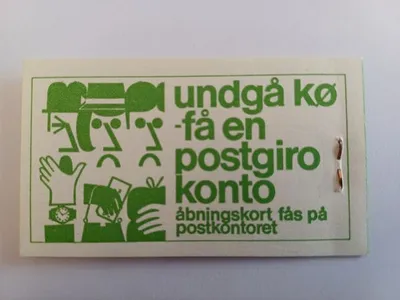 undgå kø
-få en
postgiro
konto
åbningskort fås på
postkontoret